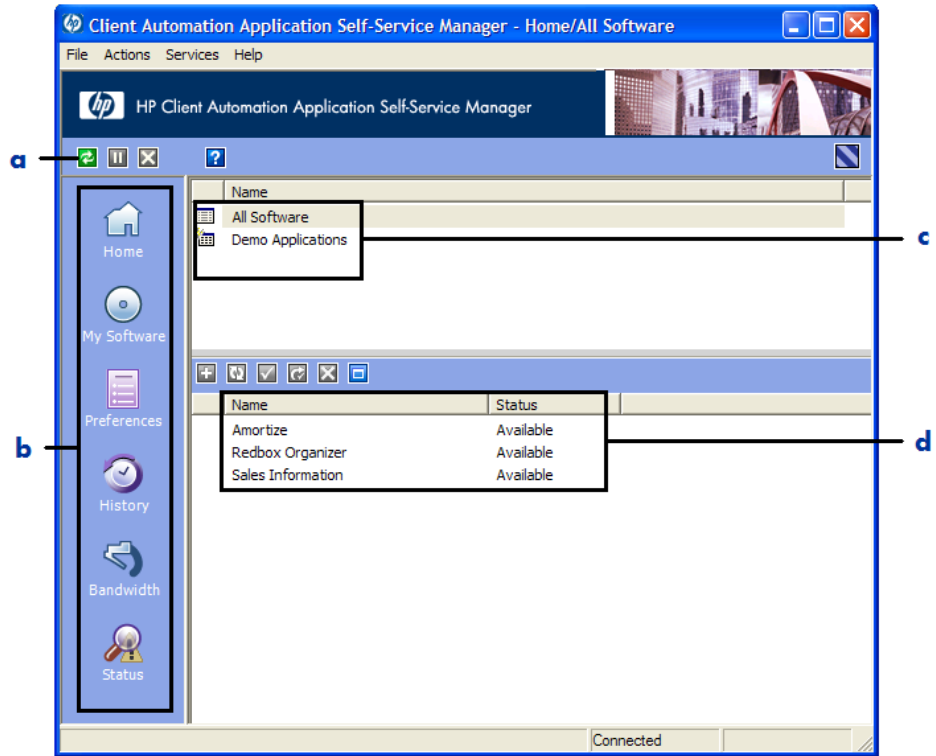 Client Automation Application Self-Service Manager - Home/All Software
File Actions Services Help
hp HP Client Automation Application Self-Service Manager
a
?
Name
All Software
Demo Applications
c
Home
My Software
Preferences
History
Bandwidth
Status
b
Name Status
Amortize Available
Redbox Organizer Available
Sales Information Available
d
Connected